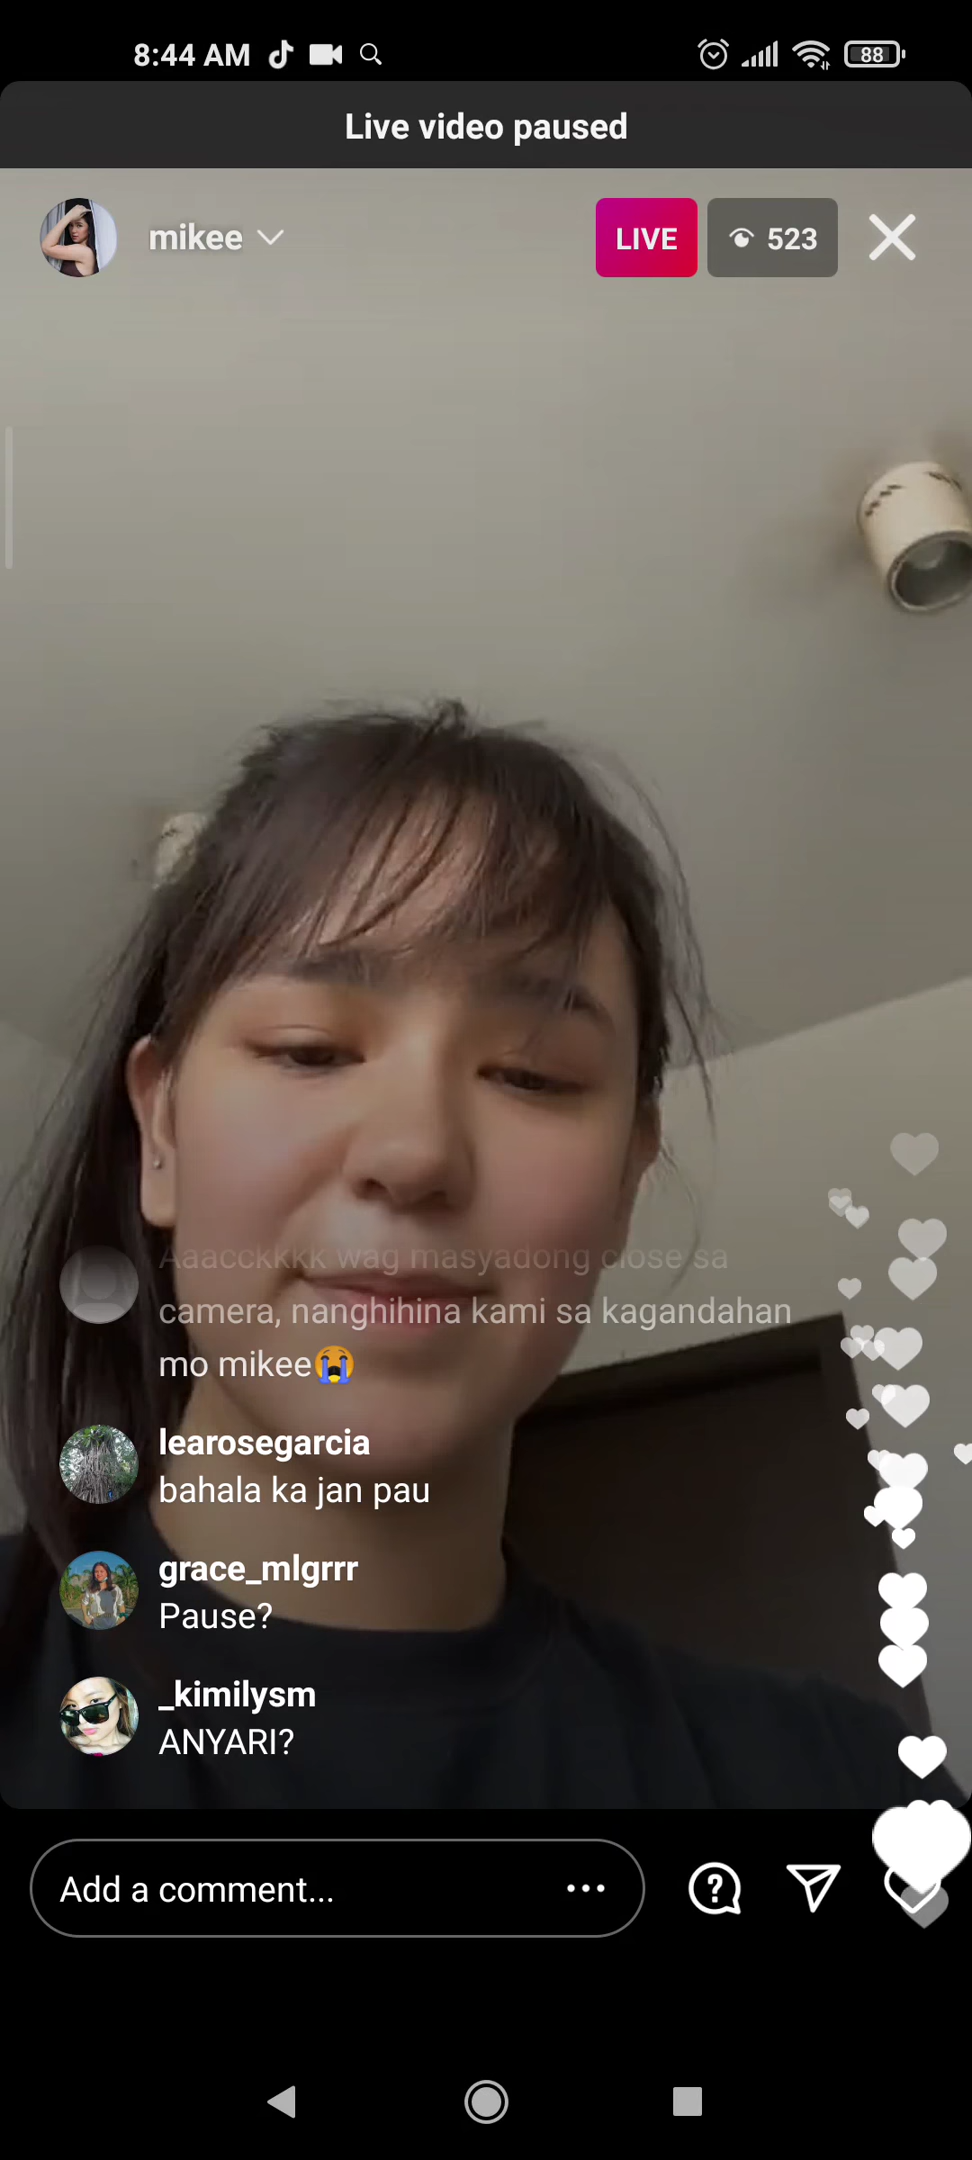 8:44 AM
88
Live video paused
mikee
LIVE
523
Aaacckkkk wag masyadong close sa
camera, nanghihina kami sa kagandahan
mo mikee😭
learosegarcia
bahala ka jan pau
grace_mlgrrr
Pause?
_kimilysm
ANYARI?
Add a comment...